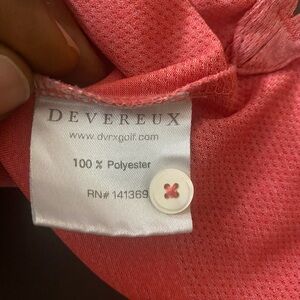 DEVEREUX
www.dvrxgolf.com
100 % Polyester
RN# 141369